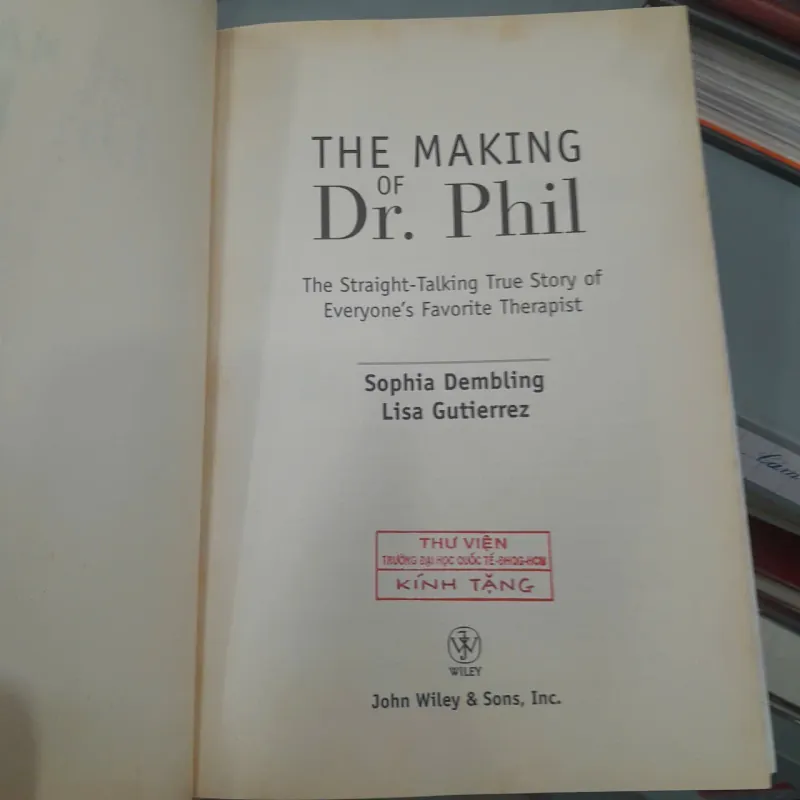 THE MAKING
OF
Dr. Phil
The Straight-Talking True Story of
Everyone's Favorite Therapist
Sophia Dembling
Lisa Gutierrez
THƯ VIỆN
TRƯỜNG ĐẠI HỌC QUỐC TẾ-ĐHQG-HCM
KÍNH TẶNG
WILEY
John Wiley & Sons, Inc.